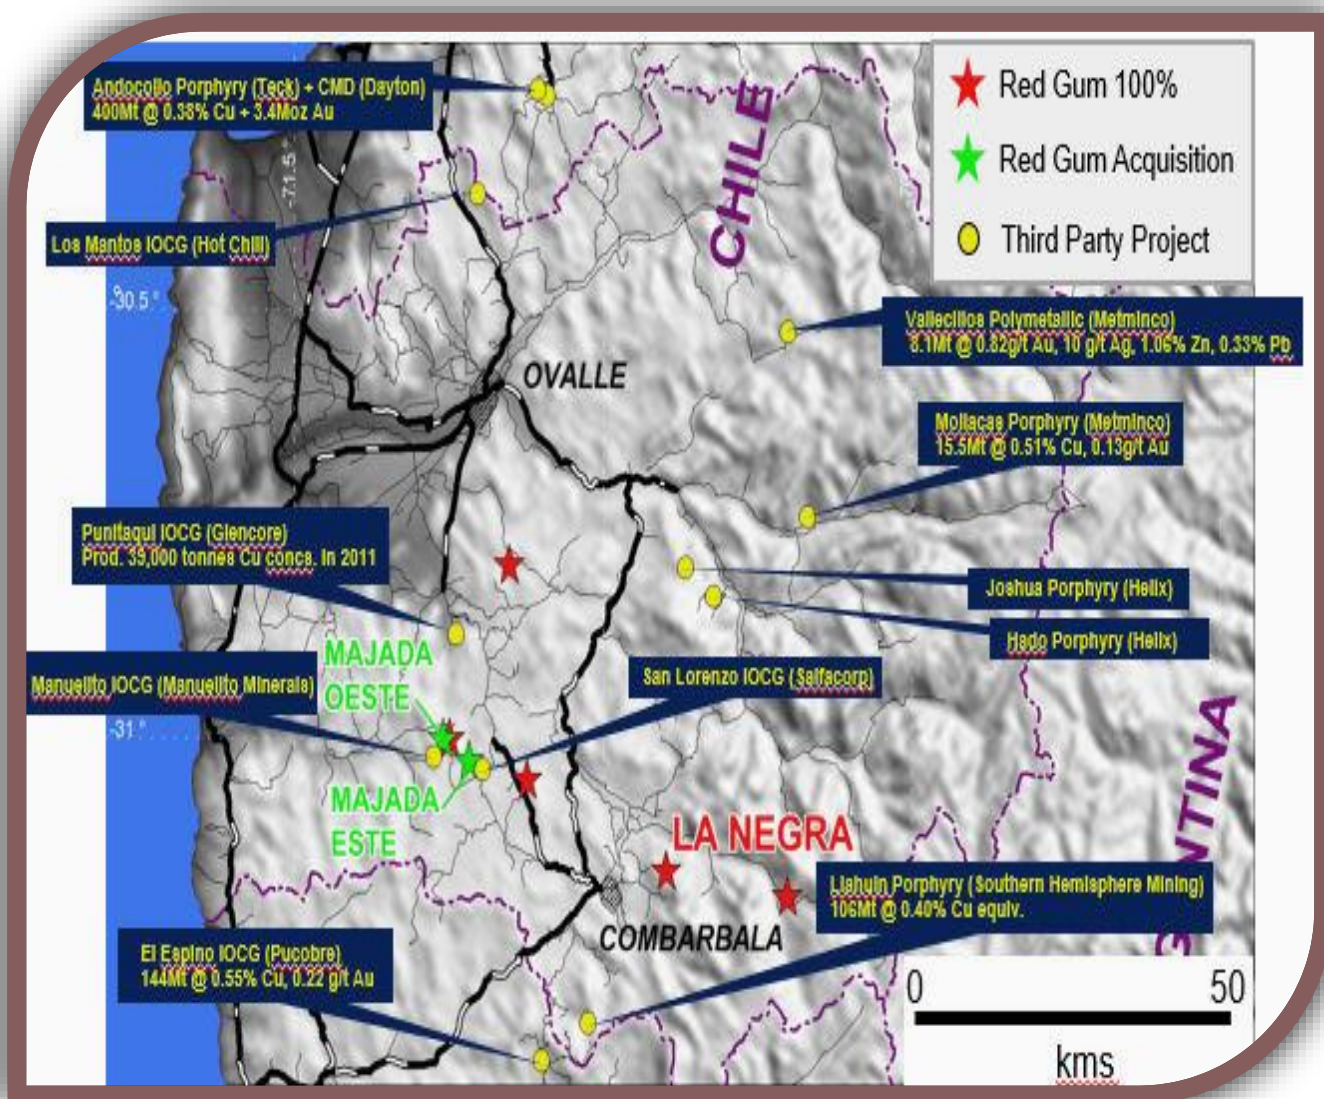 Andocollo Porphyry (Teck) + CMD (Dayton)
400Mt @ 0.38% Cu + 3.4Moz Au
Los Mantos IOCG (Hot Chili)
-71.5°
-30.5°
CHILE
Red Gum 100%
Red Gum Acquisition
Third Party Project
Vallecillos Polymetallic (Metminco)
8.1Mt @ 0.82g/t Au, 10 g/t Ag, 1.06% Zn, 0.33% Pb
OVALLE
Mollacas Porphyry (Metminco)
15.5Mt @ 0.51% Cu, 0.13g/t Au
Punitaqui IOCG (Glencore)
Prod. 39,000 tonnes Cu concs. in 2011
Joshua Porphyry (Helix)
Hado Porphyry (Helix)
MAJADA
OESTE
San Lorenzo IOCG (Salfacorp)
Manuelito IOCG (Manuelito Minerals)
-31°
MAJADA
ESTE
LA NEGRA
NTINA
Llahuin Porphyry (Southern Hemisphere Mining)
106Mt @ 0.40% Cu equiv.
COMBARBALA
El Espino IOCG (Pucobre)
144Mt @ 0.55% Cu, 0.22 g/t Au
0 50
kms